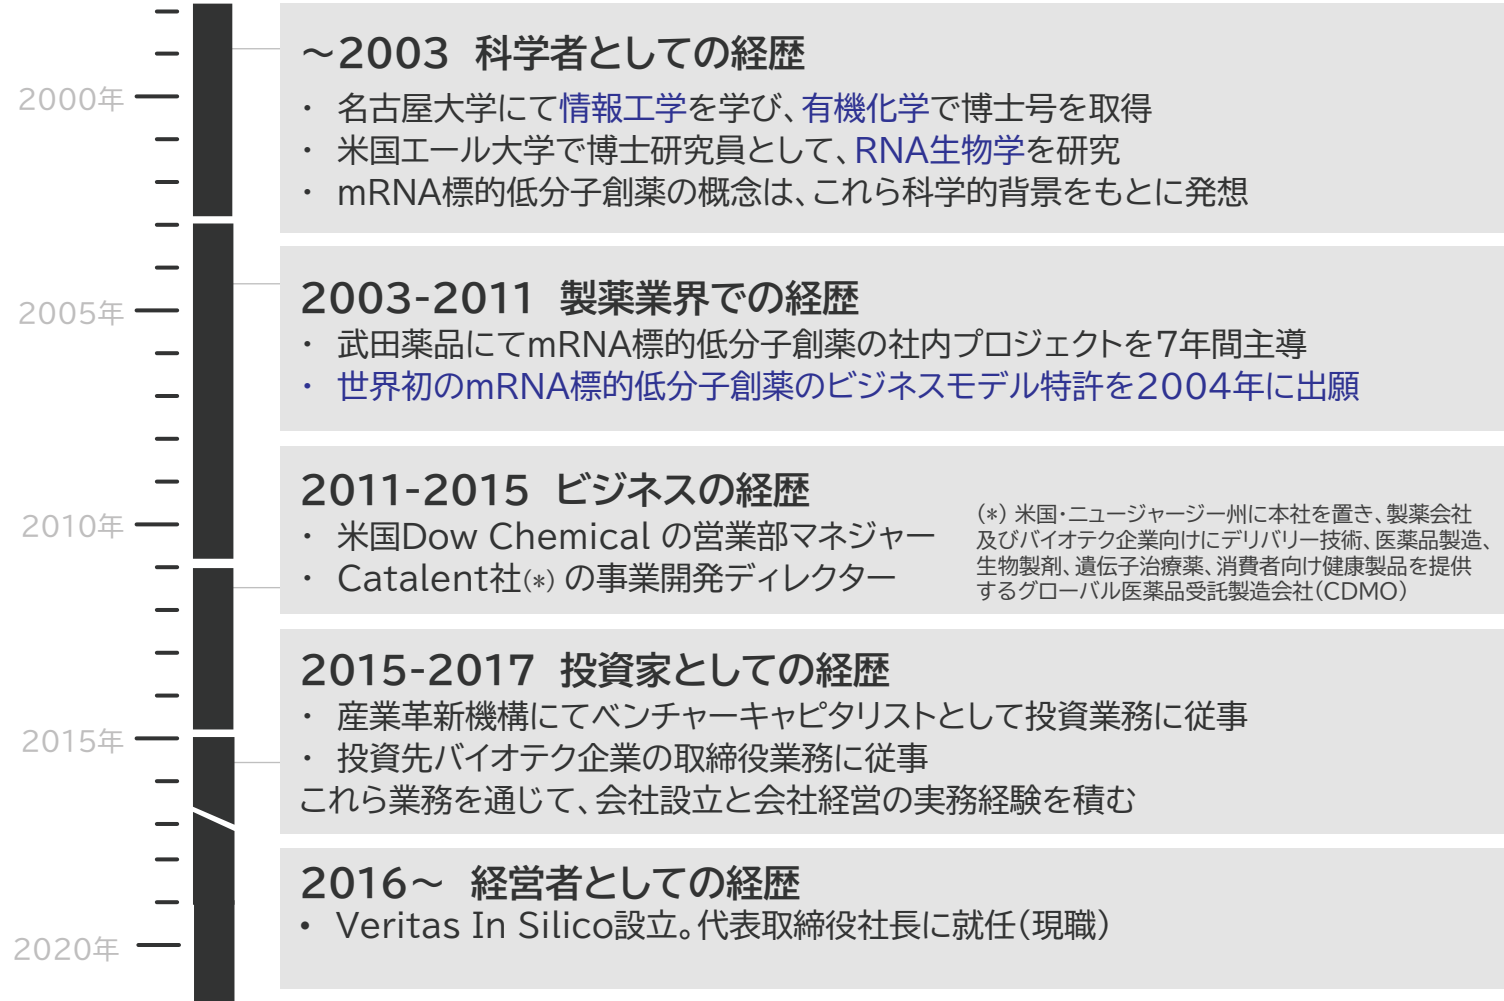 2000年
2005年
2010年
2015年
2020年
～2003 科学者としての経歴
・ 名古屋大学にて情報工学を学び、有機化学で博士号を取得
・ 米国エール大学で博士研究員として、RNA生物学を研究
・ mRNA標的低分子創薬の概念は、これら科学的背景をもとに発想
2003-2011 製薬業界での経歴
・ 武田薬品にてmRNA標的低分子創薬の社内プロジェクトを7年間主導
・ 世界初のmRNA標的低分子創薬のビジネスモデル特許を2004年に出願
2011-2015 ビジネスの経歴
・ 米国Dow Chemical の営業部マネジャー
・ Catalent社(*) の事業開発ディレクター
(*) 米国・ニュージャージー州に本社を置き、製薬会社
及びバイオテク企業向けにデリバリー技術、医薬品製造、
生物製剤、遺伝子治療薬、消費者向け健康製品を提供
するグローバル医薬品受託製造会社(CDMO)
2015-2017 投資家としての経歴
・ 産業革新機構にてベンチャーキャピタリストとして投資業務に従事
・ 投資先バイオテク企業の取締役業務に従事
これら業務を通じて、会社設立と会社経営の実務経験を積む
2016～ 経営者としての経歴
• Veritas In Silico設立。代表取締役社長に就任(現職)